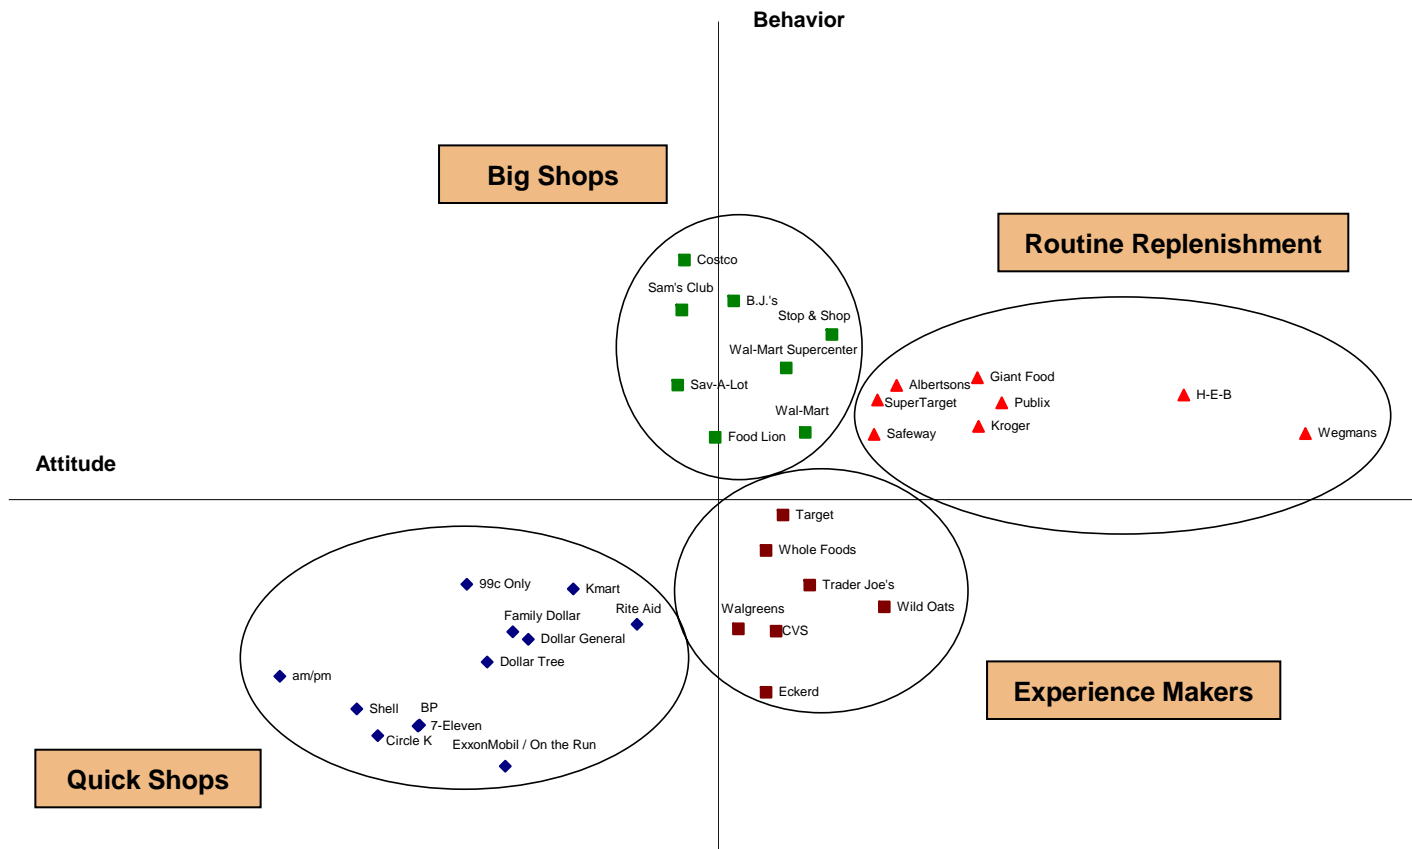 Behavior
Big Shops
Routine Replenishment
Costco
Sam's Club
B.J.'s
Stop & Shop
Wal-Mart Supercenter
Sav-A-Lot
Wal-Mart
Food Lion
Albertsons
Giant Food
SuperTarget
Publix
H-E-B
Safeway
Kroger
Wegmans
Attitude
Target
Whole Foods
Trader Joe's
Wild Oats
Walgreens
CVS
Eckerd
99c Only
Kmart
Rite Aid
Family Dollar
Dollar General
Dollar Tree
am/pm
Shell
BP
7-Eleven
Circle K
ExxonMobil / On the Run
Experience Makers
Quick Shops